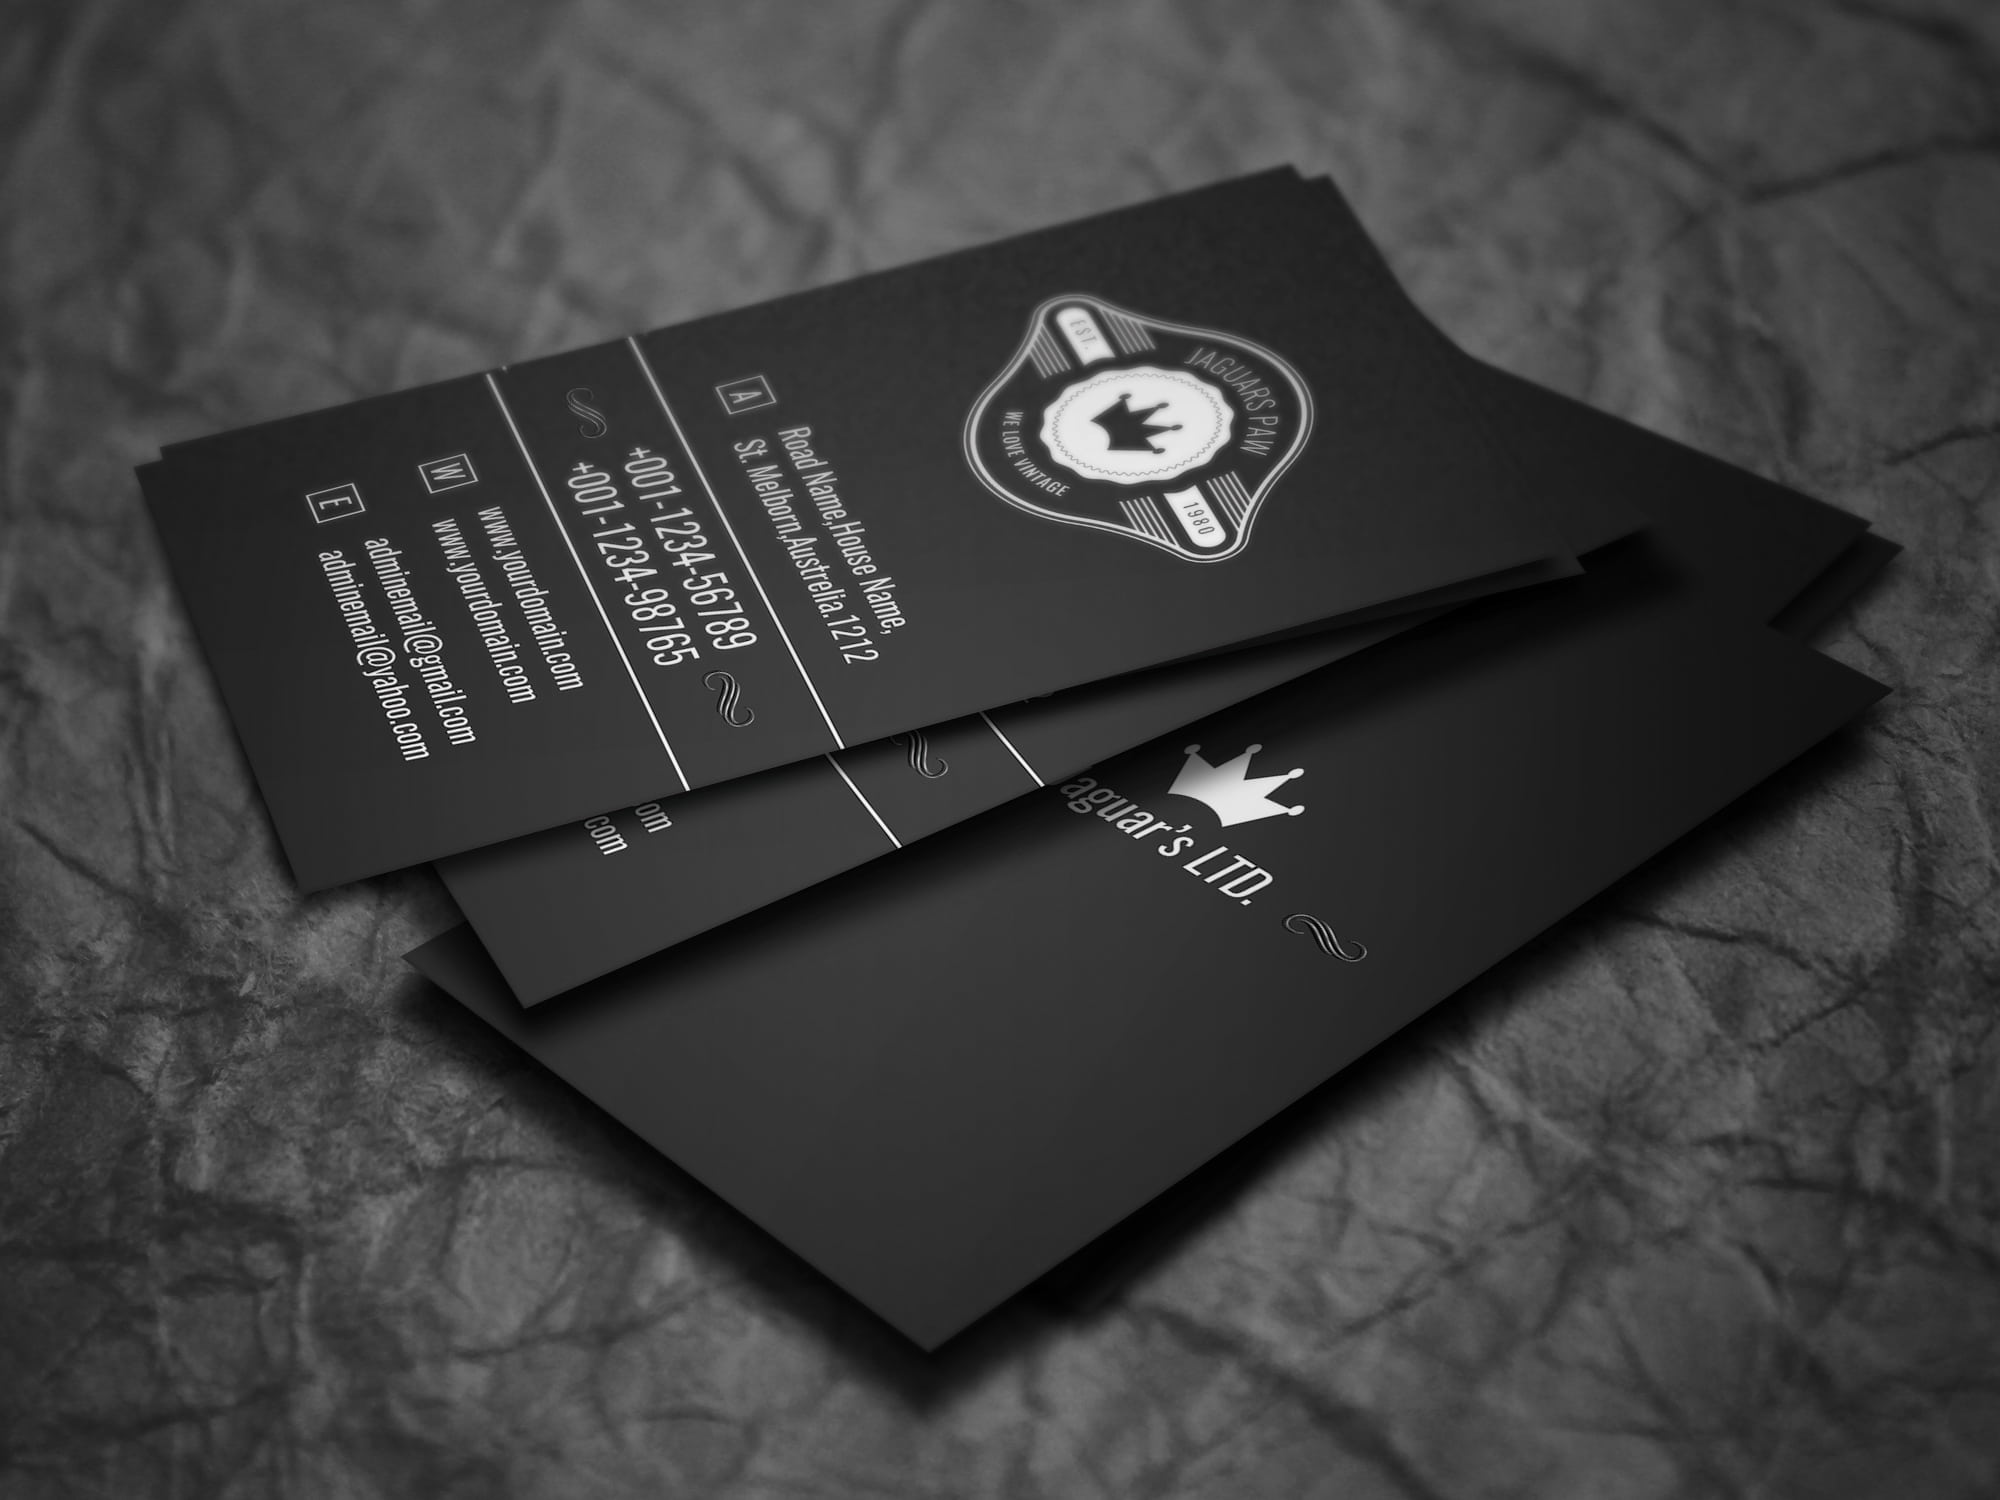 EST.
JAGUARS PAW
WE LOVE VINTAGE
1980
A
Road Name,House Name,
St. Melborn,Austrelia.1212
+001-1234-56789
+001-1234-98765
W
www.yourdomain.com
www.yourdomain.com
E
adminemail@gmail.com
adminemail@yahoo.com
om
com
aguar's LTD.